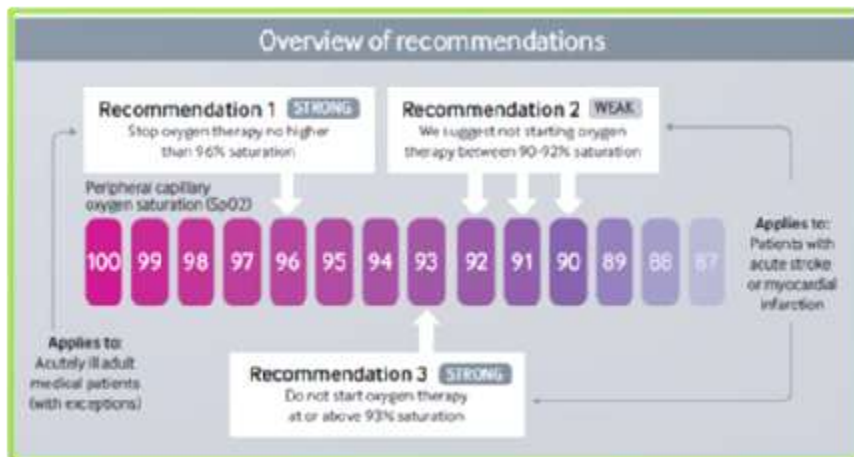 Overview of recommendations
Recommendation 1 STRONG
Stop oxygen therapy no higher
than 96% saturation
Recommendation 2 WEAK
We suggest not starting oxygen
therapy between 90-92% saturation
Peripheral capillary
oxygen saturation (SpO2)
100 99 98 97 96 95 94 93 92 91 90 89 88 87
Applies to:
Patients with
acute stroke
or myocardial
infarction
Applies to:
Acutely ill adult
medical patients
(with exceptions)
Recommendation 3 STRONG
Do not start oxygen therapy
at or above 93% saturation